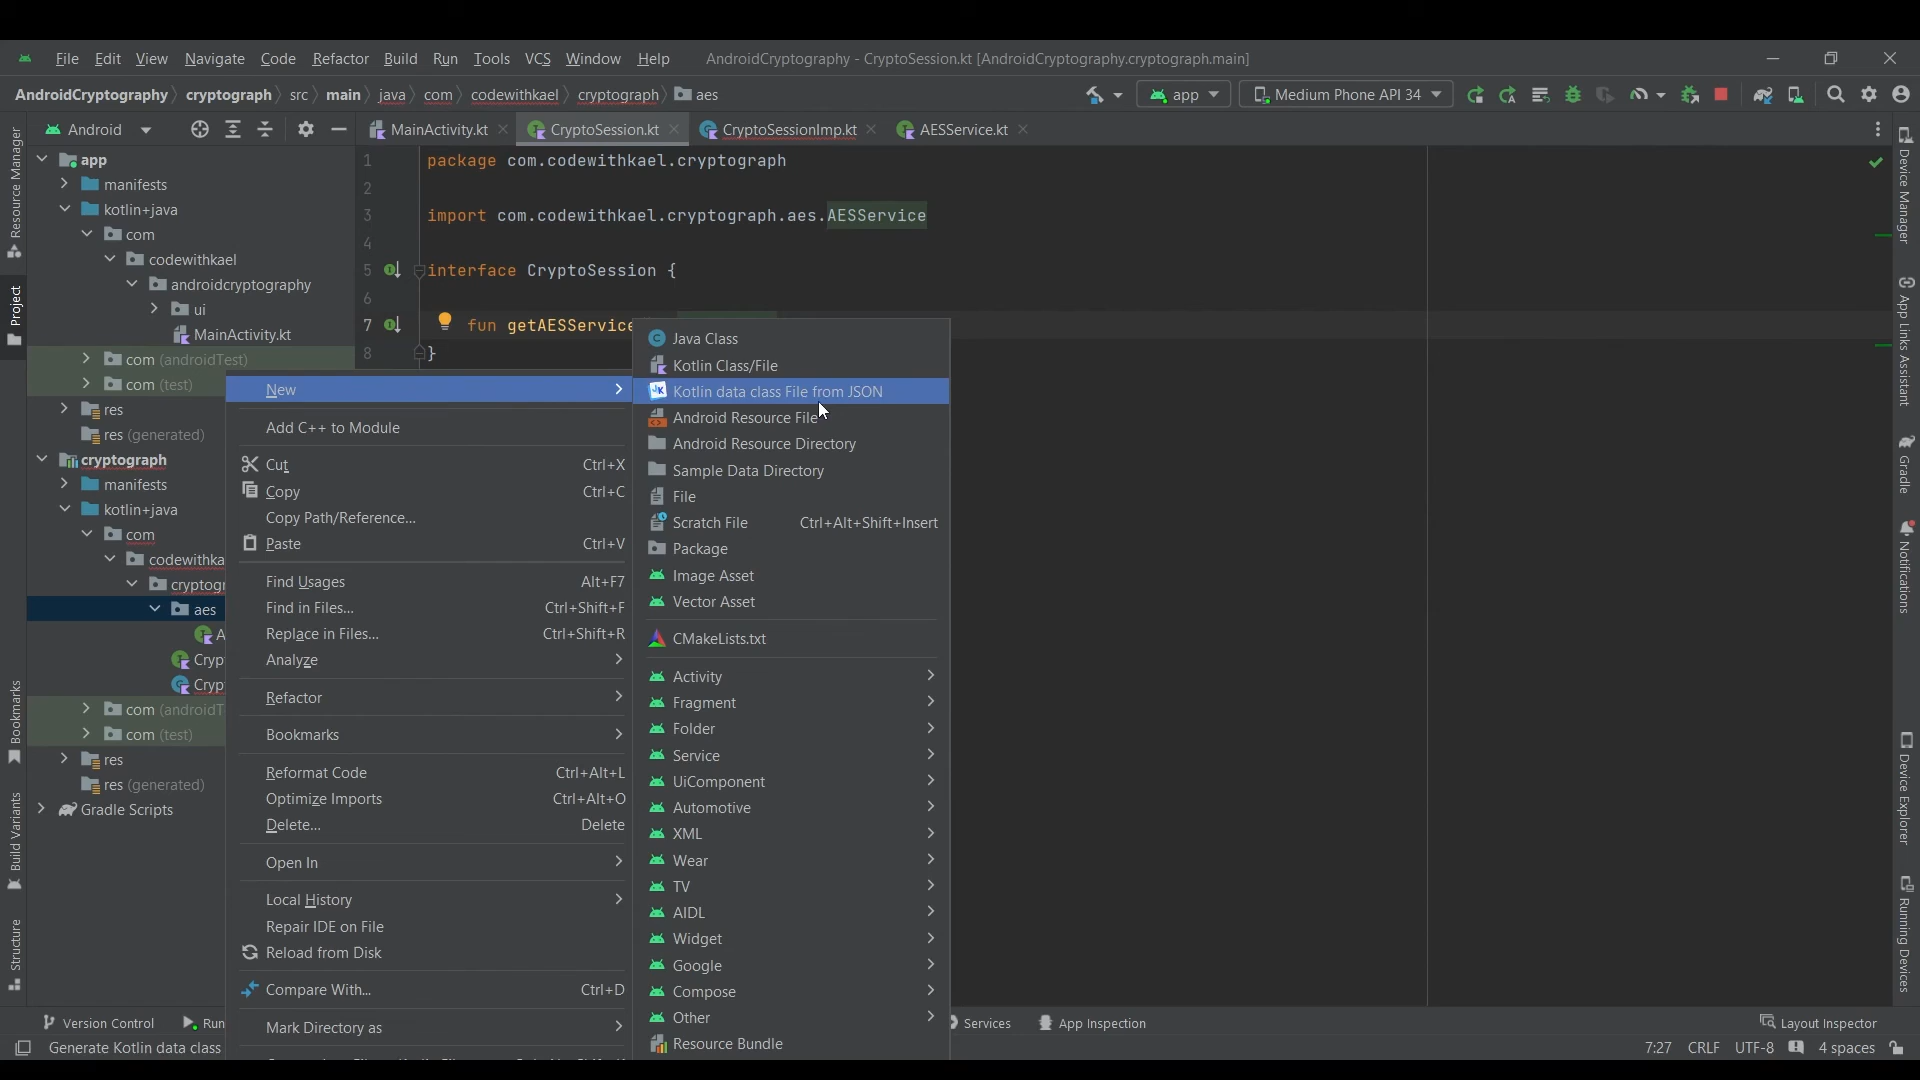 File Edit View Navigate Code Refactor Build Run Tools VCS Window Help AndroidCryptography - CryptoSession.kt [AndroidCryptography.cryptograph.main]
AndroidCryptography cryptograph src main java com codewithkael cryptograph aes app Medium Phone API 34
Android MainActivity.kt CryptoSession.kt CryptoSessionImp.kt AESService.kt
Resource Manager
Project
Bookmarks
Build Variants
Structure
app
manifests
kotlin+java
com
codewithkael
androidcryptography
ui
MainActivity.kt
com (androidTest)
com (test)
res
res (generated)
cryptograph
manifests
kotlin+java
com
codewithka
cryptogr
aes
A
Cryp
Cryp
com (androidT
com (test)
res
res (generated)
Gradle Scripts
1 package com.codewithkael.cryptograph
2
3 import com.codewithkael.cryptograph.aes.AESService
4
5 interface CryptoSession {
6
7 fun getAESService
8 }
New
Add C++ to Module
Cut Ctrl+X
Copy Ctrl+C
Copy Path/Reference...
Paste Ctrl+V
Find Usages Alt+F7
Find in Files... Ctrl+Shift+F
Replace in Files... Ctrl+Shift+R
Analyze
Refactor
Bookmarks
Reformat Code Ctrl+Alt+L
Optimize Imports Ctrl+Alt+O
Delete... Delete
Open In
Local History
Repair IDE on File
Reload from Disk
Compare With... Ctrl+D
Mark Directory as
Java Class
Kotlin Class/File
Kotlin data class File from JSON
Android Resource File
Android Resource Directory
Sample Data Directory
File
Scratch File Ctrl+Alt+Shift+Insert
Package
Image Asset
Vector Asset
CMakeLists.txt
Activity
Fragment
Folder
Service
UiComponent
Automotive
XML
Wear
TV
AIDL
Widget
Google
Compose
Other
Resource Bundle
Device Manager
App Links Assistant
Gradle
Notifications
Device Explorer
Running Devices
Version Control Run Services App Inspection Layout Inspector
Generate Kotlin data class 7:27 CRLF UTF-8 4 spaces